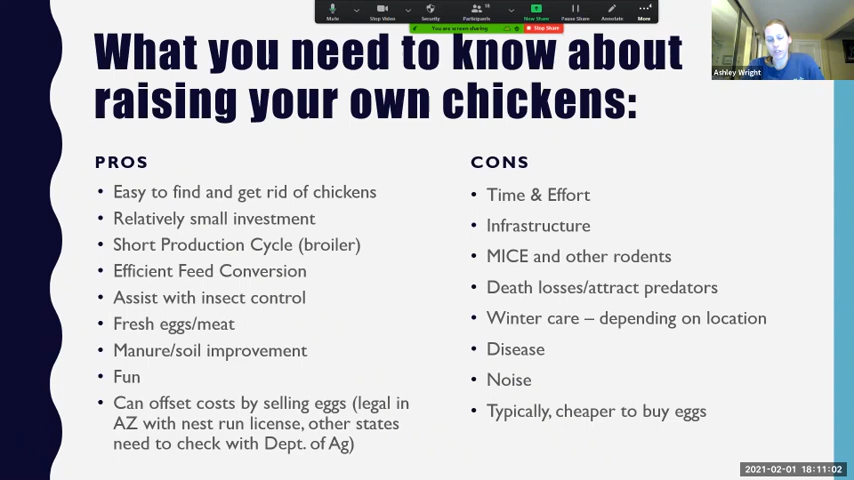 Mute
Stop Video
Security
Participants
18
New Share
Pause Share
Annotate
More
You are screen sharing
Stop Share
What you need to know about
raising your own chickens:
Ashley Wright
PROS
• Easy to find and get rid of chickens
• Relatively small investment
• Short Production Cycle (broiler)
• Efficient Feed Conversion
• Assist with insect control
• Fresh eggs/meat
• Manure/soil improvement
• Fun
• Can offset costs by selling eggs (legal in
AZ with nest run license, other states
need to check with Dept. of Ag)
CONS
• Time & Effort
• Infrastructure
• MICE and other rodents
• Death losses/attract predators
• Winter care – depending on location
• Disease
• Noise
• Typically, cheaper to buy eggs
2021-02-01 18:11:02